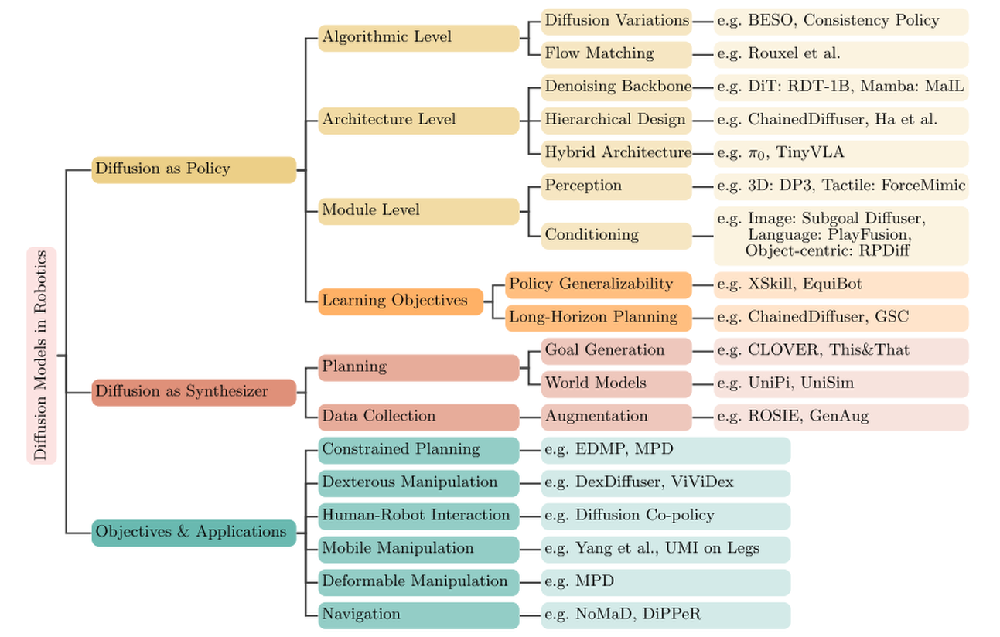 Diffusion Models in Robotics
Diffusion as Policy
Algorithmic Level
Diffusion Variations
e.g. BESO, Consistency Policy
Flow Matching
e.g. Rouxel et al.
Architecture Level
Denoising Backbone
e.g. DiT: RDT-1B, Mamba: MaIL
Hierarchical Design
e.g. ChainedDiffuser, Ha et al.
Hybrid Architecture
e.g. π₀, TinyVLA
Module Level
Perception
e.g. 3D: DP3, Tactile: ForceMimic
Conditioning
e.g. Image: Subgoal Diffuser,
Language: PlayFusion,
Object-centric: RPDiff
Learning Objectives
Policy Generalizability
e.g. XSkill, EquiBot
Long-Horizon Planning
e.g. ChainedDiffuser, GSC
Diffusion as Synthesizer
Planning
Goal Generation
e.g. CLOVER, This&That
World Models
e.g. UniPi, UniSim
Data Collection
Augmentation
e.g. ROSIE, GenAug
Objectives & Applications
Constrained Planning
e.g. EDMP, MPD
Dexterous Manipulation
e.g. DexDiffuser, ViViDex
Human-Robot Interaction
e.g. Diffusion Co-policy
Mobile Manipulation
e.g. Yang et al., UMI on Legs
Deformable Manipulation
e.g. MPD
Navigation
e.g. NoMaD, DiPPeR